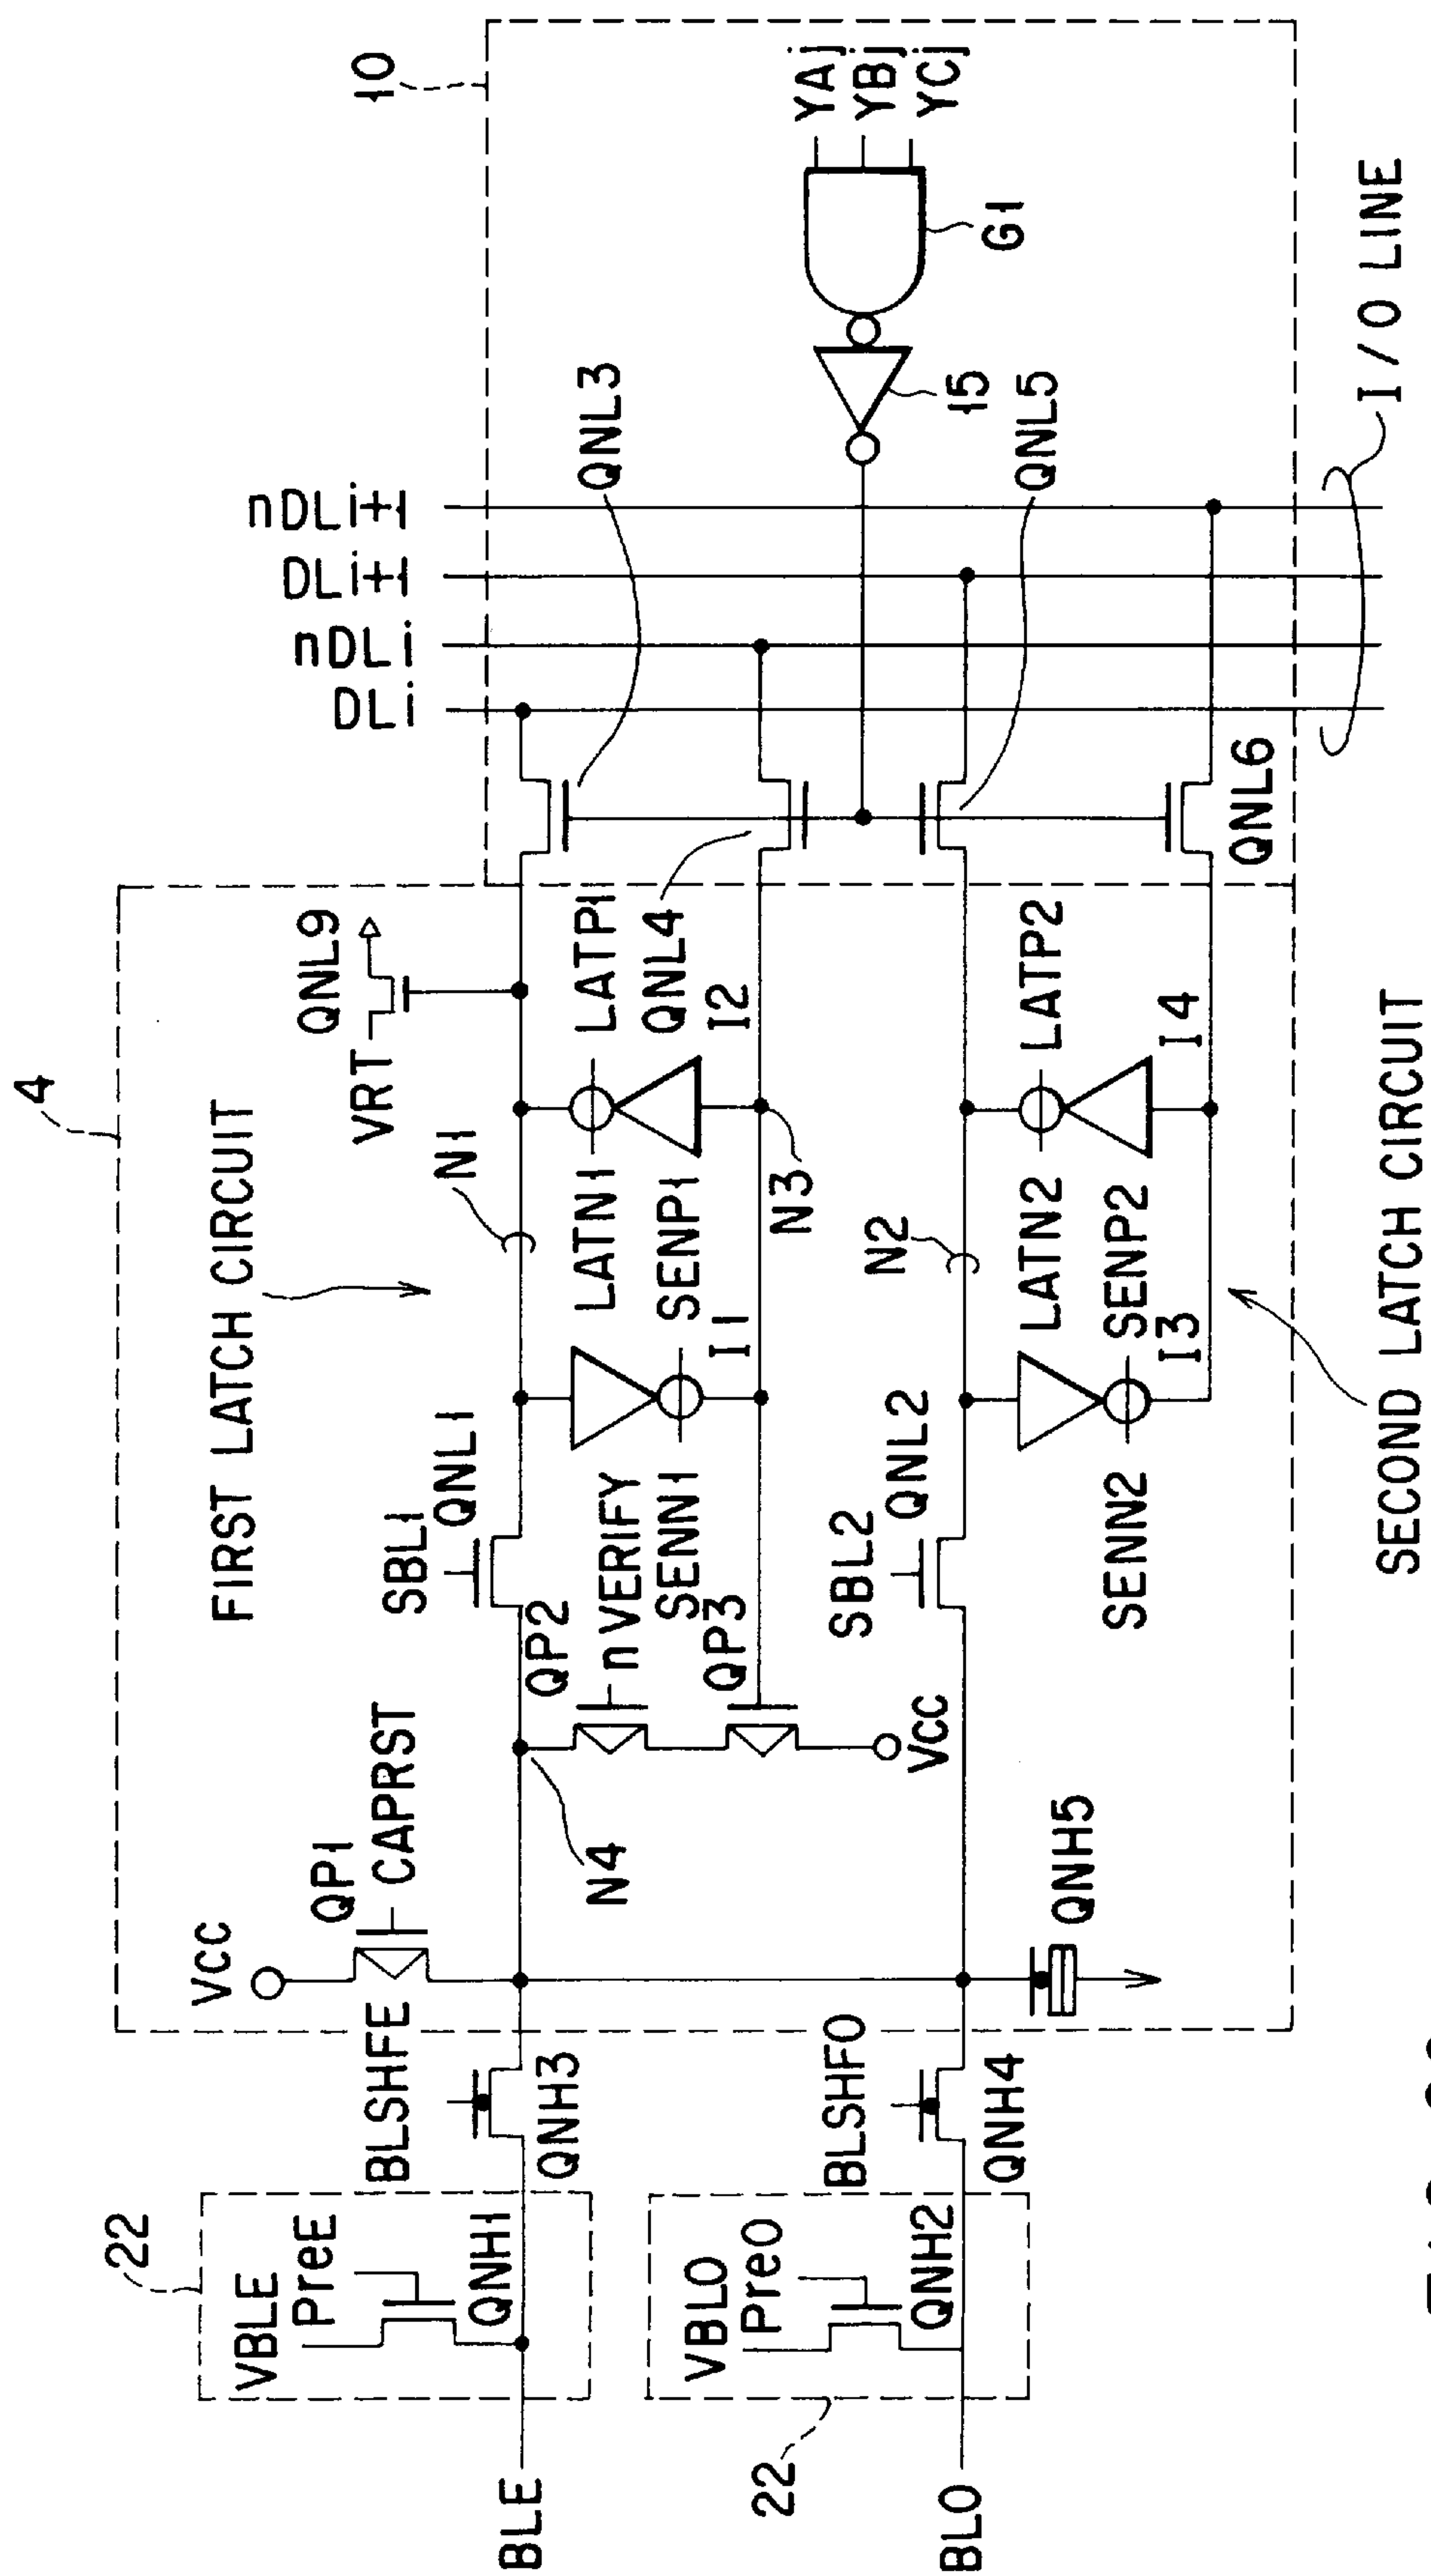 4
10
FIRST LATCH CIRCUIT
VCC
QP1
CAPRST
BLSHFE
QNH3
22
VBLE
PreE
QNH1
BLE
N4
SBL1
QNL1
QP2
nVERIFY
SENN1
QP3
VCC
N1
VRT
QNL9
LATN1
LATP1
SENP1
I1
I2
N3
QNL4
DLi
nDLi
DLi+1
nDLi+1
QNL3
YAj
YBj
YCj
G1
I5
QNL5
QNL6
I/O LINE
22
VBLO
PreO
QNH2
BLO
BLSHFO
QNH4
QNH5
SBL2
QNL2
N2
LATN2
LATP2
SENP2
SENN2
I3
I4
SECOND LATCH CIRCUIT